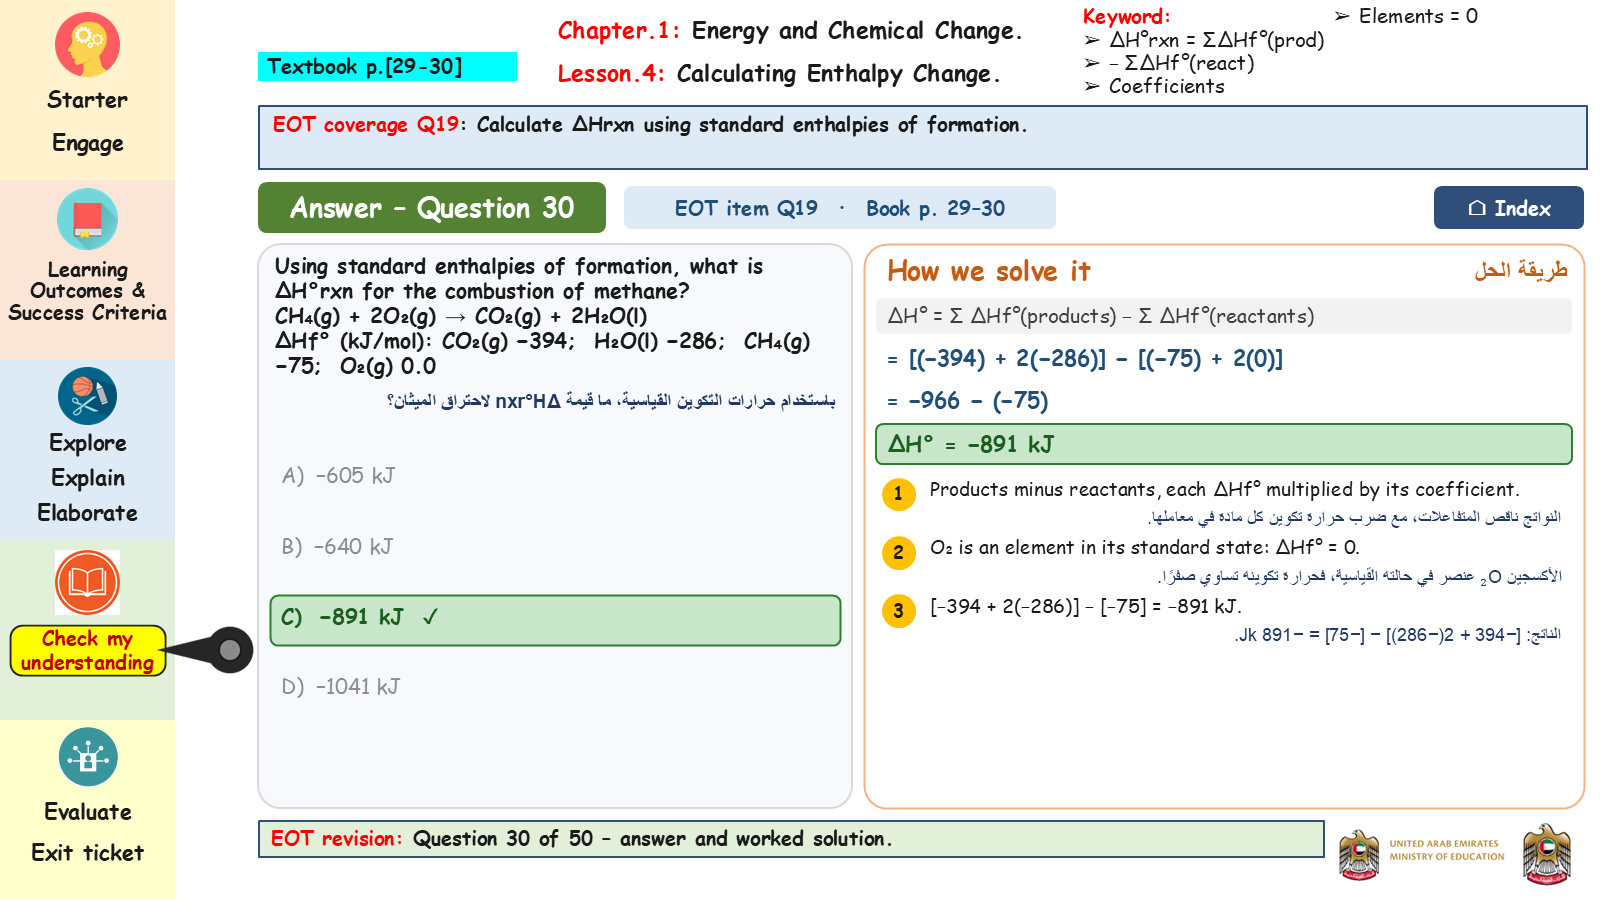 Starter
Engage
Learning
Outcomes &
Success Criteria
Explore
Explain
Elaborate
Check my
understanding
Evaluate
Exit ticket
Textbook p.[29-30]
Chapter.1: Energy and Chemical Change.
Lesson.4: Calculating Enthalpy Change.
Keyword:
➢ ΔH°rxn = ΣΔHf°(prod)
➢ – ΣΔHf°(react)
➢ Coefficients
➢ Elements = 0
EOT coverage Q19: Calculate ΔHrxn using standard enthalpies of formation.
Answer – Question 30
EOT item Q19 · Book p. 29–30
⌂ Index
Using standard enthalpies of formation, what is
ΔH°rxn for the combustion of methane?
CH₄(g) + 2O₂(g) → CO₂(g) + 2H₂O(l)
ΔHf° (kJ/mol): CO₂(g) −394; H₂O(l) −286; CH₄(g)
−75; O₂(g) 0.0
باستخدام حرارات التكوين القياسية، ما قيمة nxr°HΔ لاحتراق الميثان؟
A) −605 kJ
B) −640 kJ
C) −891 kJ ✓
D) −1041 kJ
How we solve it
طريقة الحل
ΔH° = Σ ΔHf°(products) – Σ ΔHf°(reactants)
= [(−394) + 2(−286)] − [(−75) + 2(0)]
= −966 − (−75)
ΔH° = −891 kJ
1 Products minus reactants, each ΔHf° multiplied by its coefficient.
النواتج ناقص المتفاعلات، مع ضرب حرارة تكوين كل مادة في معاملها.
2 O₂ is an element in its standard state: ΔHf° = 0.
الأكسجين ₂O عنصر في حالته القياسية، فحرارة تكوينه تساوي صفرًا.
3 [−394 + 2(−286)] − [−75] = −891 kJ.
الناتج: [−394 + 2(−286)] − [−75] = −891 Jk.
EOT revision: Question 30 of 50 – answer and worked solution.
UNITED ARAB EMIRATES
MINISTRY OF EDUCATION